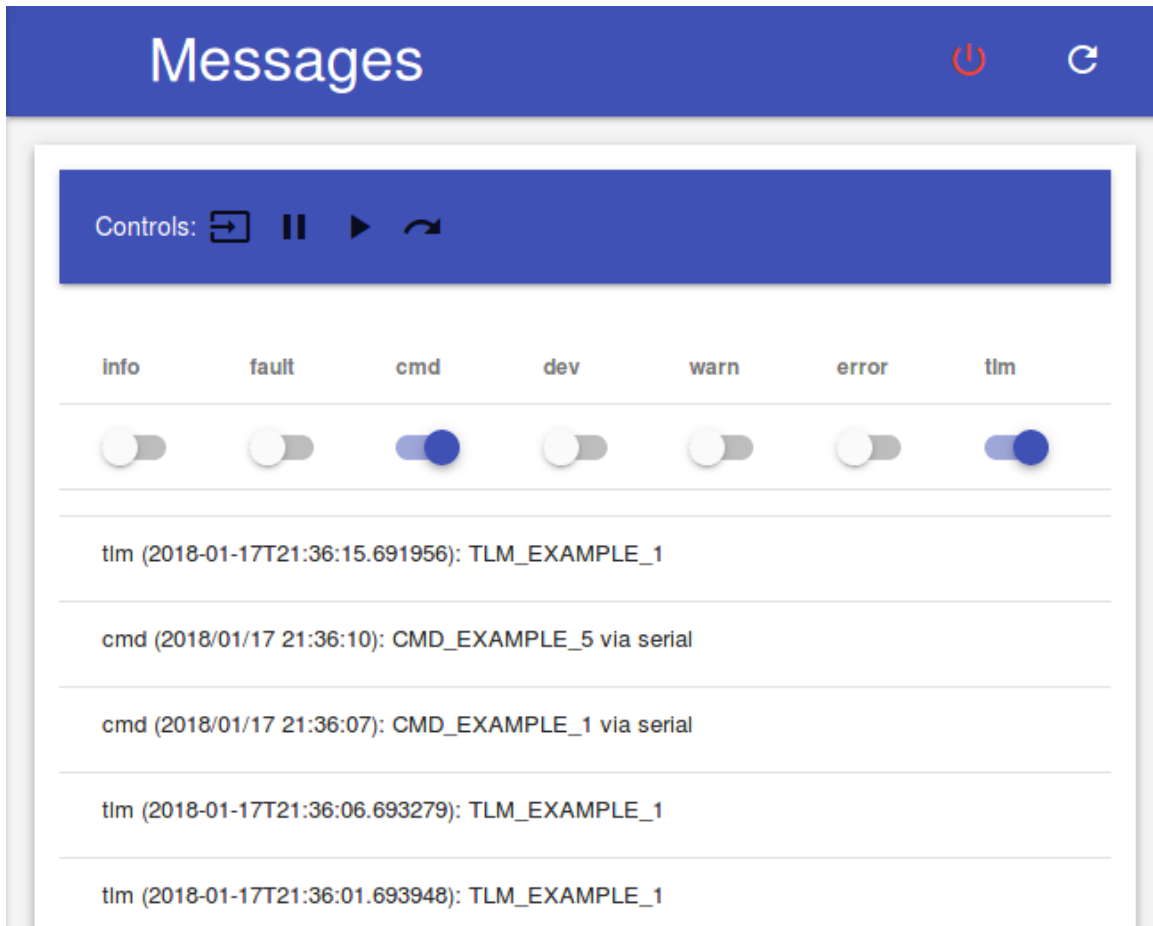 Messages
Controls:
info fault cmd dev warn error tlm
tlm (2018-01-17T21:36:15.691956): TLM_EXAMPLE_1
cmd (2018/01/17 21:36:10): CMD_EXAMPLE_5 via serial
cmd (2018/01/17 21:36:07): CMD_EXAMPLE_1 via serial
tlm (2018-01-17T21:36:06.693279): TLM_EXAMPLE_1
tlm (2018-01-17T21:36:01.693948): TLM_EXAMPLE_1